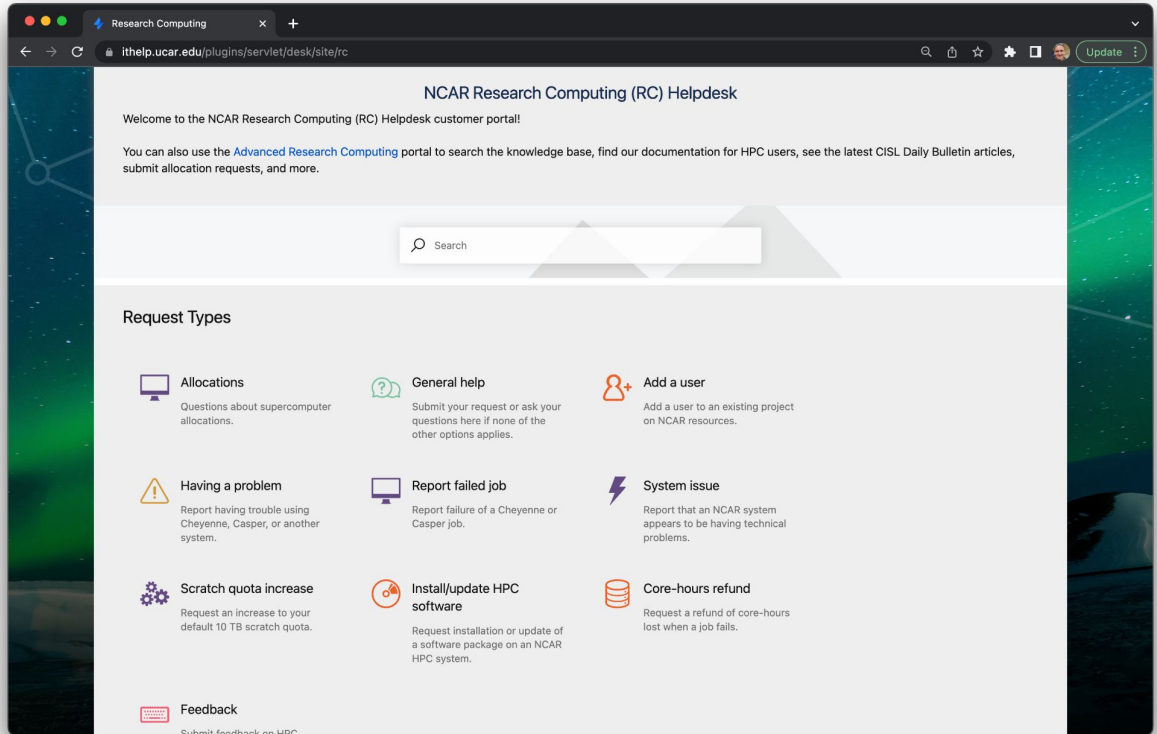 Research Computing
ithelp.ucar.edu/plugins/servlet/desk/site/rc
Update
NCAR Research Computing (RC) Helpdesk
Welcome to the NCAR Research Computing (RC) Helpdesk customer portal!
You can also use the Advanced Research Computing portal to search the knowledge base, find our documentation for HPC users, see the latest CISL Daily Bulletin articles,
submit allocation requests, and more.
Search
Request Types
Allocations
Questions about supercomputer
allocations.
General help
Submit your request or ask your
questions here if none of the
other options applies.
Add a user
Add a user to an existing project
on NCAR resources.
Having a problem
Report having trouble using
Cheyenne, Casper, or another
system.
Report failed job
Report failure of a Cheyenne or
Casper job.
System issue
Report that an NCAR system
appears to be having technical
problems.
Scratch quota increase
Request an increase to your
default 10 TB scratch quota.
Install/update HPC
software
Request installation or update of
a software package on an NCAR
HPC system.
Core-hours refund
Request a refund of core-hours
lost when a job fails.
Feedback
Submit feedback on HPC